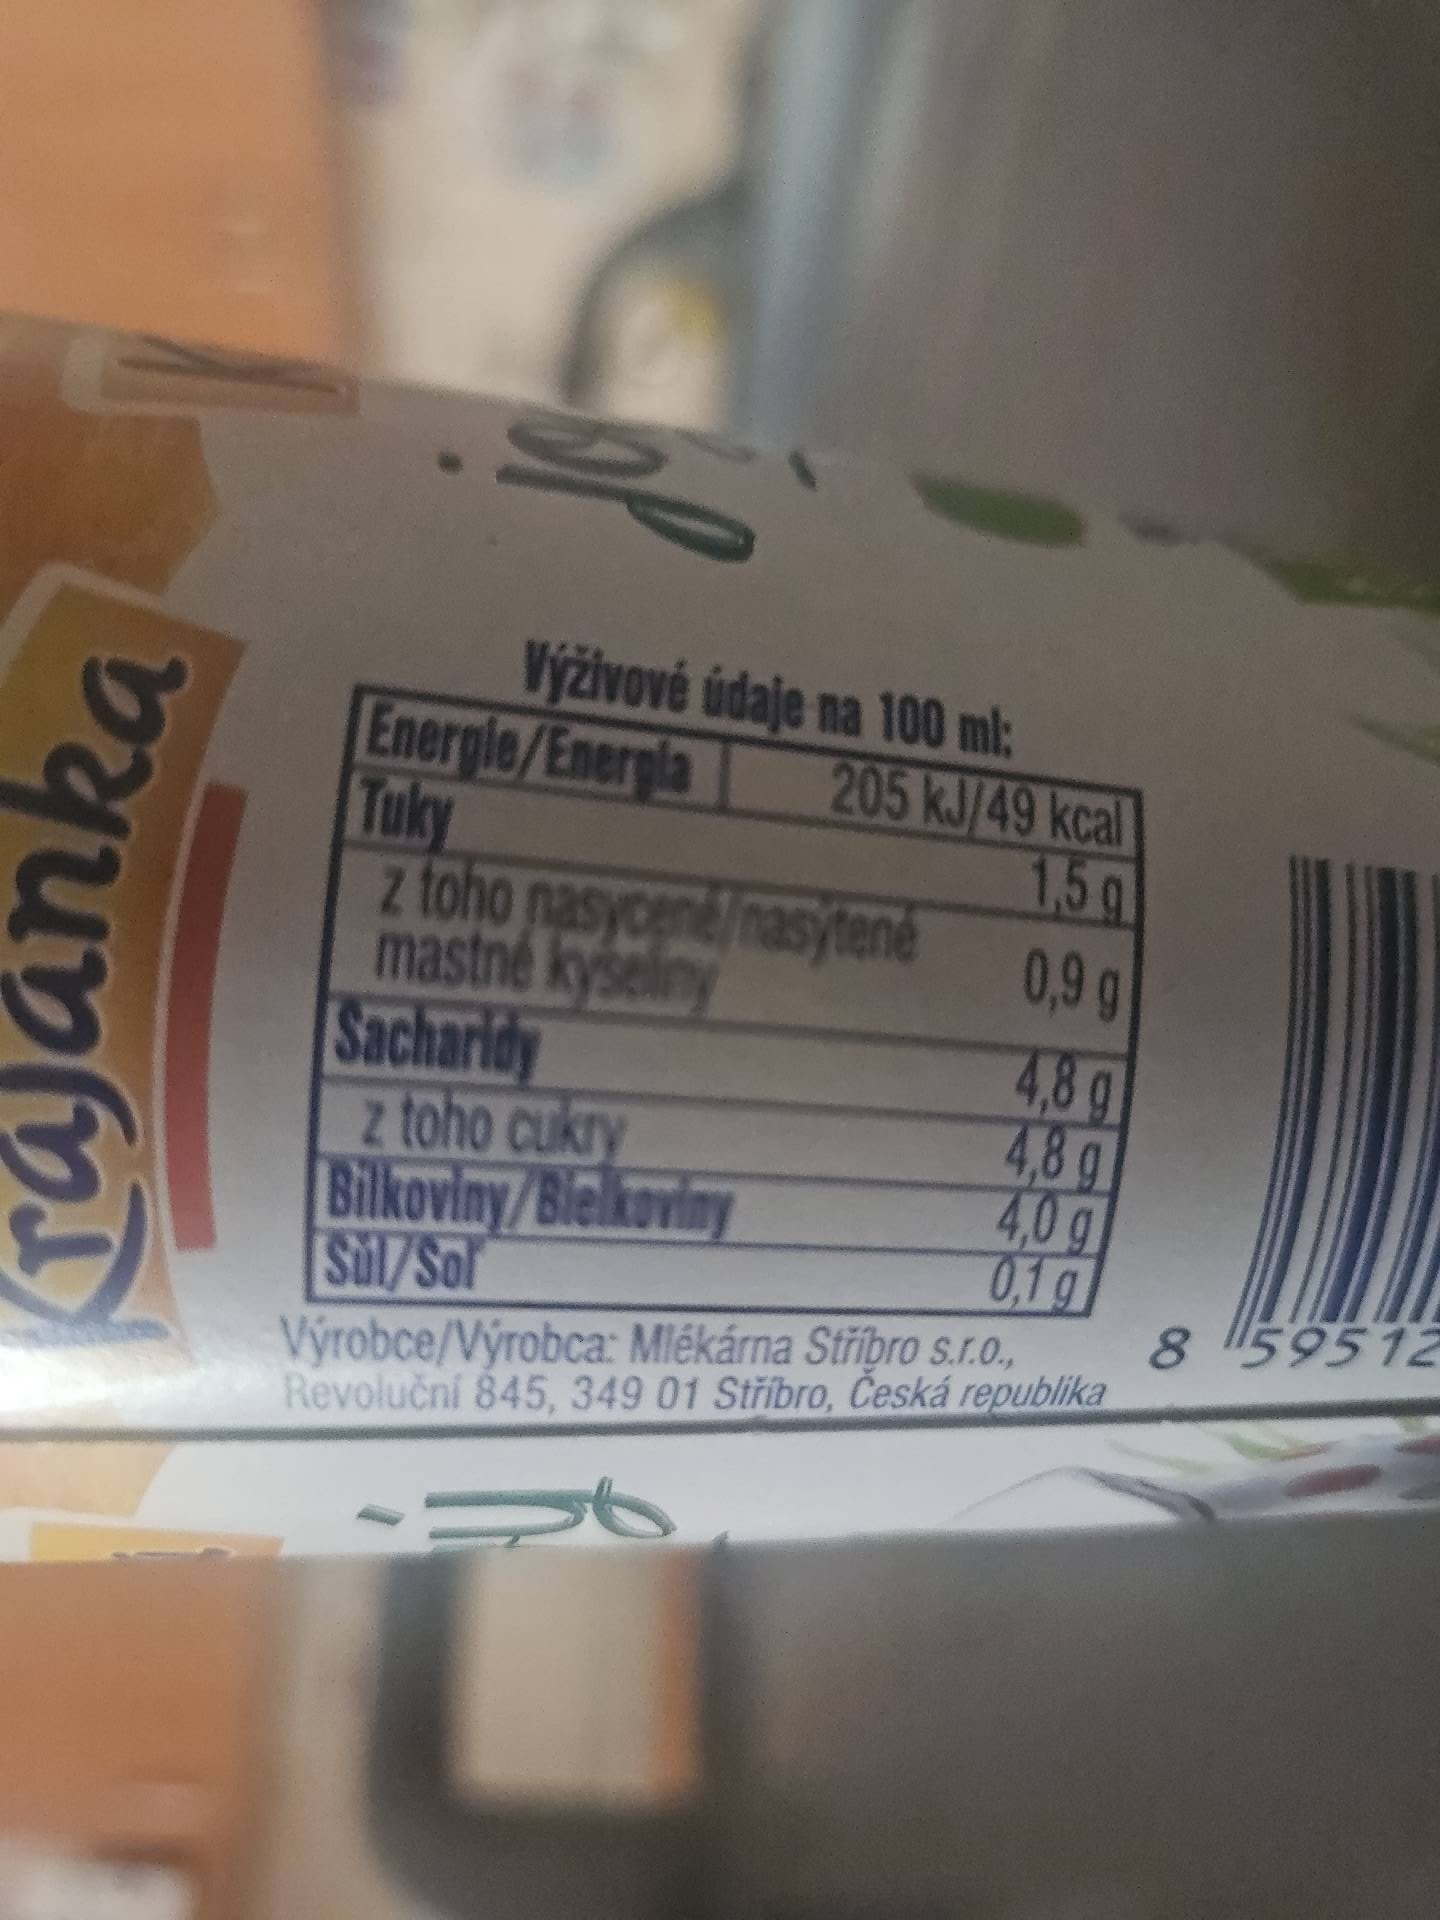 Krajanka
Výživové údaje na 100 ml:
Energie/Energia 205 kJ/49 kcal
Tuky 1,5 g
z toho nasycené/nasýtené
mastné kyseliny 0,9 g
Sacharidy 4,8 g
z toho cukry 4,8 g
Bílkoviny/Bielkoviny 4,0 g
Sůl/Soľ 0,1 g
Výrobce/Výrobca: Mlékárna Stříbro s.r.o.,
Revoluční 845, 349 01 Stříbro, Česká republika
8 59512